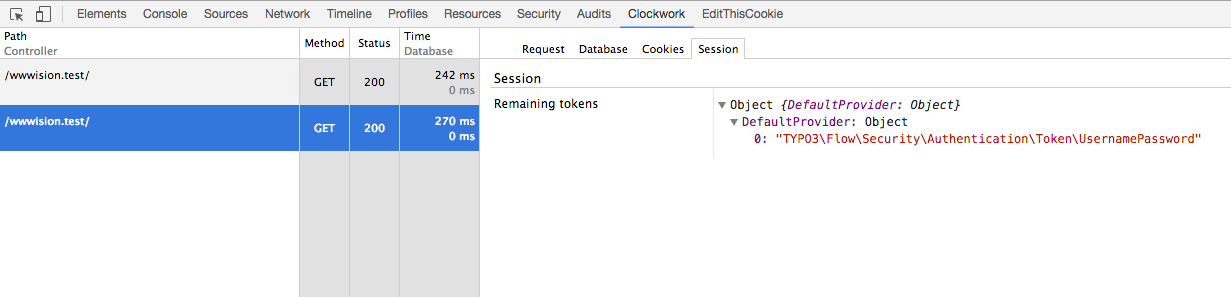 Elements Console Sources Network Timeline Profiles Resources Security Audits Clockwork EditThisCookie
Path
Controller
Method
Status
Time
Database
/wwwision.test/
GET
200
242 ms
0 ms
/wwwision.test/
GET
200
270 ms
0 ms
Request Database Cookies Session
Session
Remaining tokens
Object {DefaultProvider: Object}
DefaultProvider: Object
0: "TYPO3\Flow\Security\Authentication\Token\UsernamePassword"